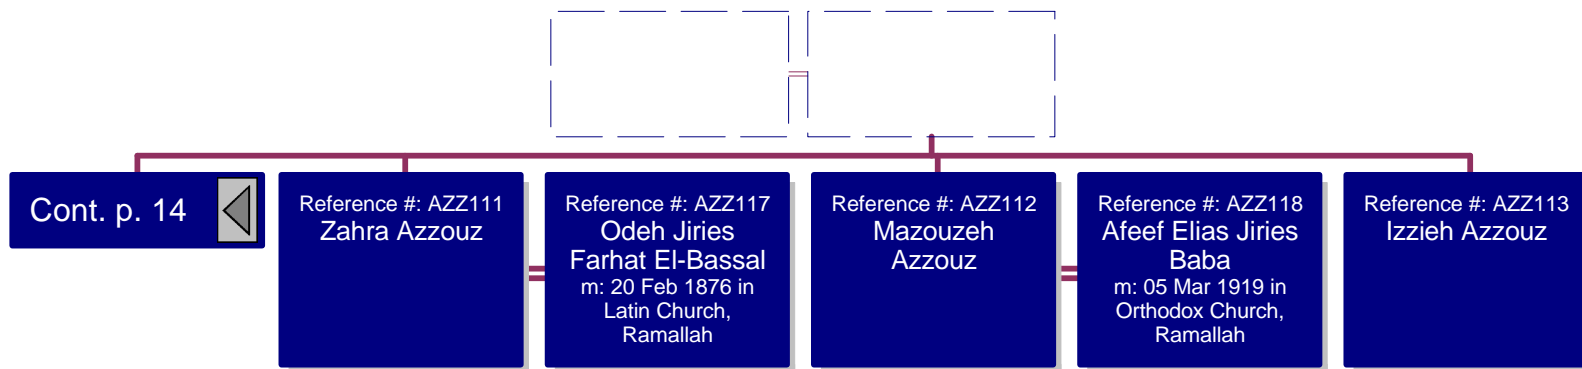 Cont. p. 14
Reference #: AZZ111
Zahra Azzouz
Reference #: AZZ117
Odeh Jiries
Farhat El-Bassal
m: 20 Feb 1876 in
Latin Church,
Ramallah
Reference #: AZZ112
Mazouzeh
Azzouz
Reference #: AZZ118
Afeef Elias Jiries
Baba
m: 05 Mar 1919 in
Orthodox Church,
Ramallah
Reference #: AZZ113
Izzieh Azzouz